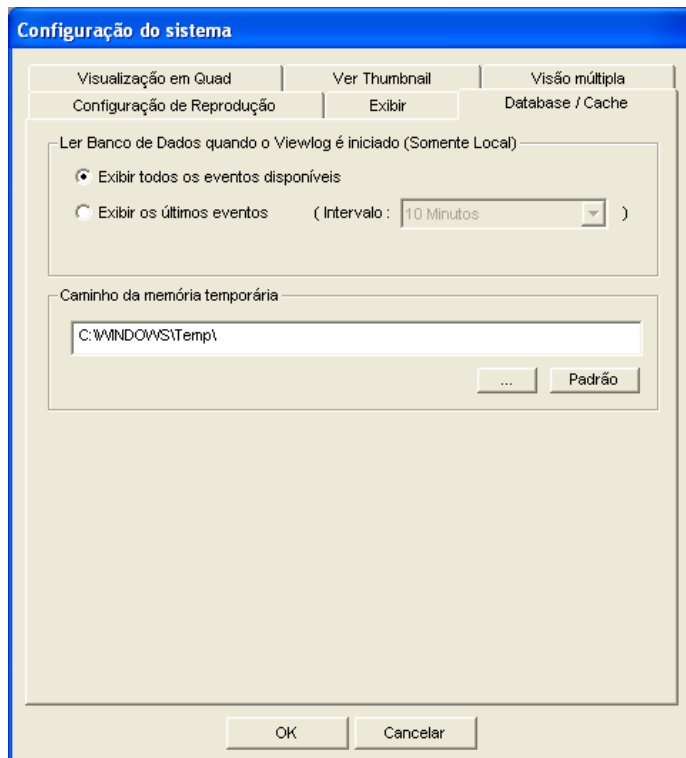 Configuração do sistema
Visualização em Quad Ver Thumbnail Visão múltipla
Configuração de Reprodução Exibir Database / Cache
Ler Banco de Dados quando o Viewlog é iniciado (Somente Local)
Exibir todos os eventos disponíveis
Exibir os últimos eventos ( Intervalo : 10 Minutos )
Caminho da memória temporária
C:\WINDOWS\Temp\
... Padrão
OK Cancelar